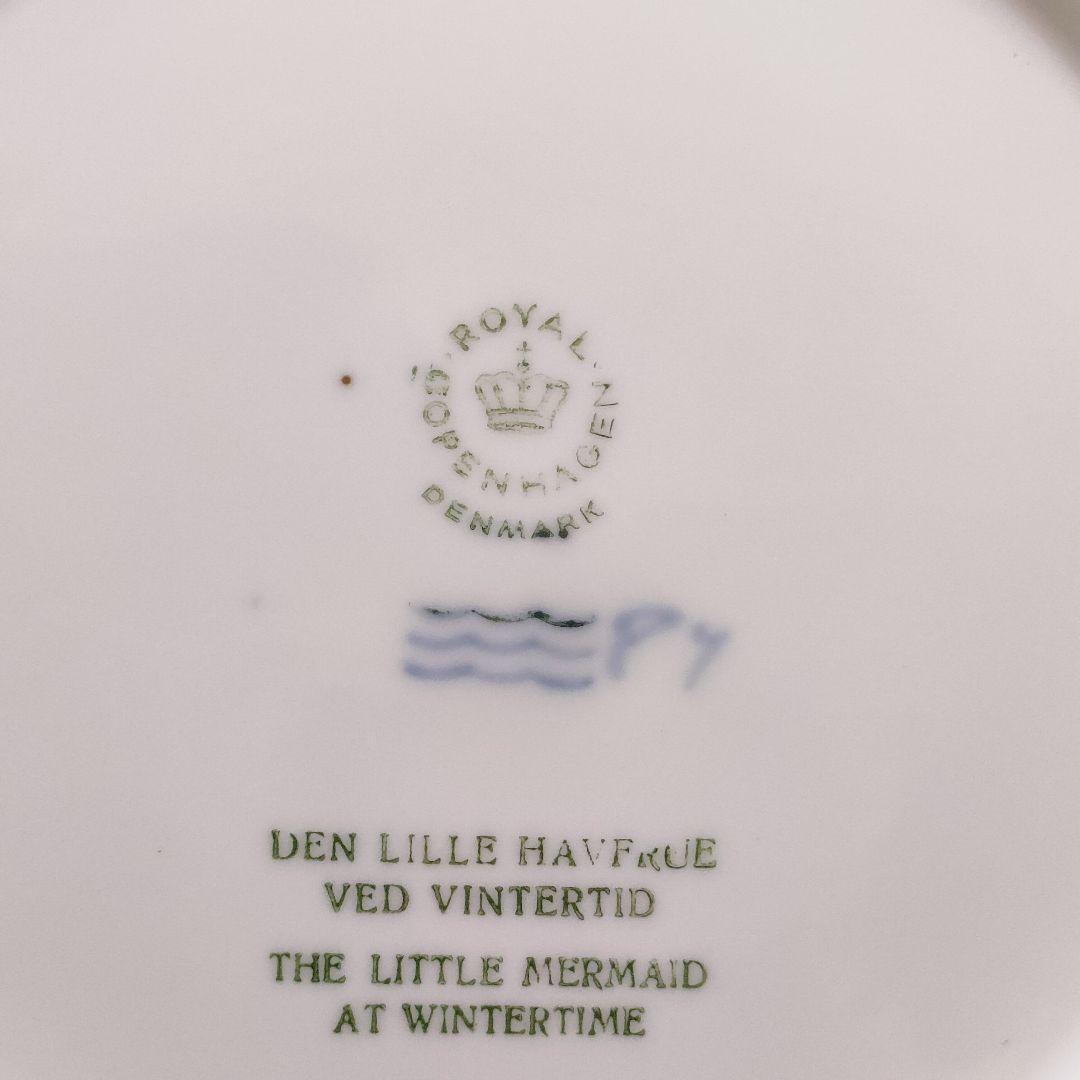 ROYAL
COPENHAGEN
DENMARK
DEN LILLE HAVFRUE
VED VINTERTID
THE LITTLE MERMAID
AT WINTERTIME